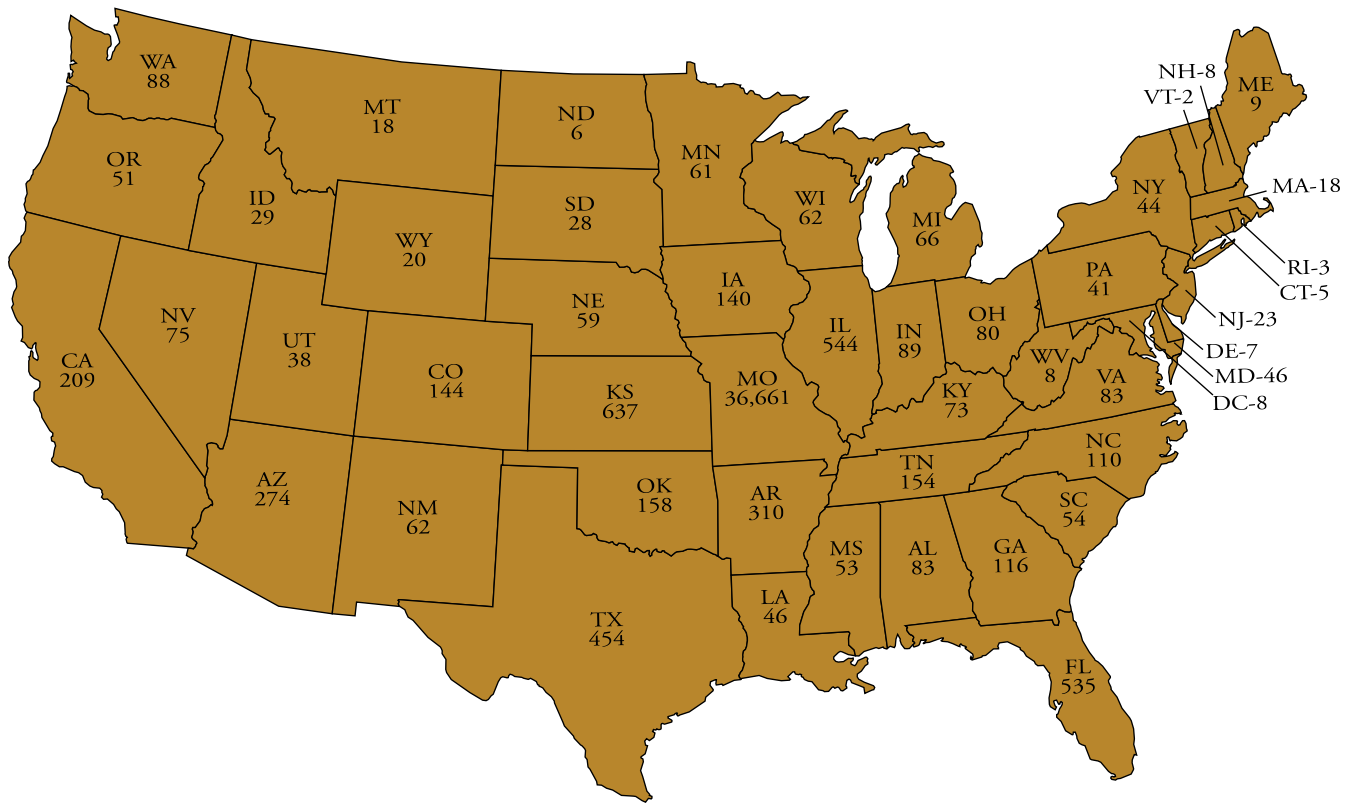 WA
88
OR
51
CA
209
ID
29
NV
75
MT
18
WY
20
UT
38
AZ
274
CO
144
NM
62
ND
6
SD
28
NE
59
KS
637
OK
158
TX
454
MN
61
IA
140
MO
36,661
AR
310
LA
46
WI
62
IL
544
MI
66
IN
89
OH
80
KY
73
TN
154
MS
53
AL
83
GA
116
FL
535
SC
54
NC
110
VA
83
WV
8
PA
41
NY
44
NH-8
VT-2
ME
9
MA-18
RI-3
CT-5
NJ-23
DE-7
MD-46
DC-8